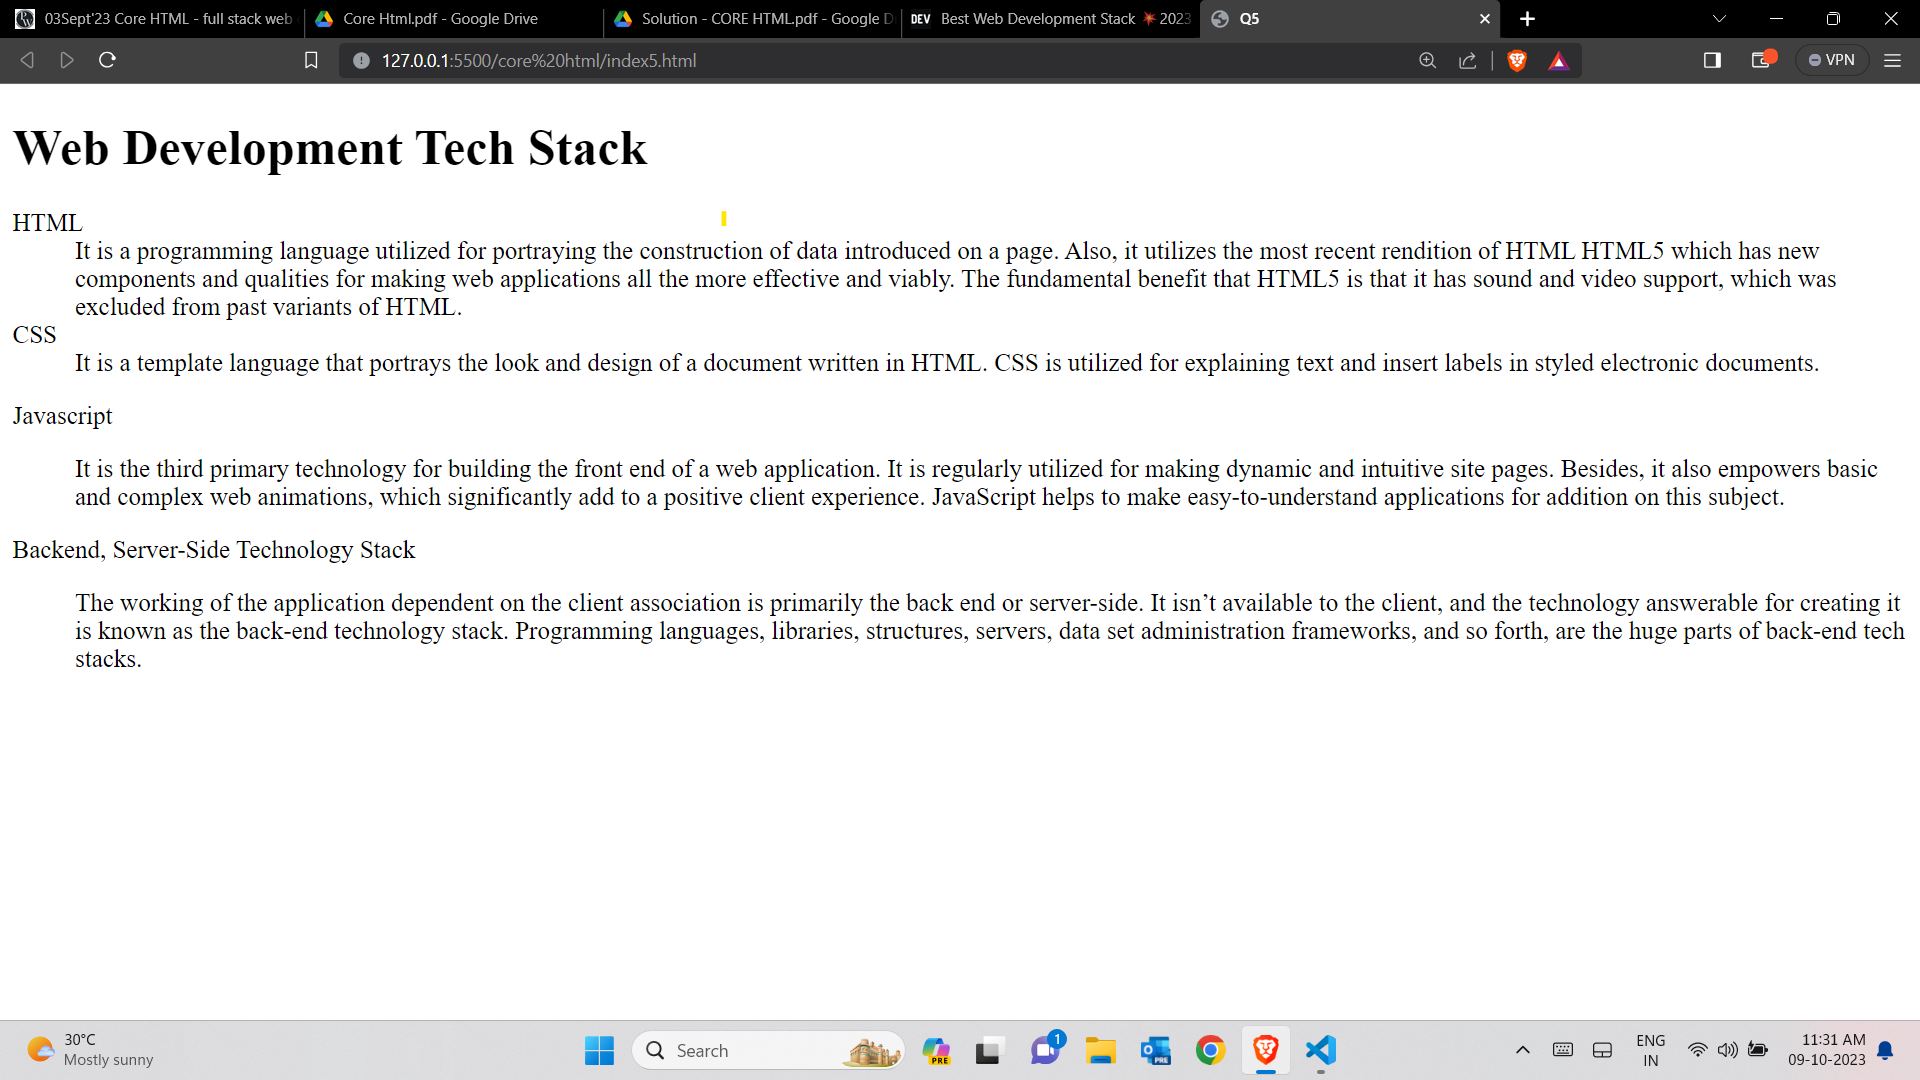 03Sept'23 Core HTML - full stack web
Core Html.pdf - Google Drive
Solution - CORE HTML.pdf - Google D
DEV Best Web Development Stack 2023
Q5
127.0.0.1:5500/core%20html/index5.html
VPN
Web Development Tech Stack
HTML
It is a programming language utilized for portraying the construction of data introduced on a page. Also, it utilizes the most recent rendition of HTML HTML5 which has new
components and qualities for making web applications all the more effective and viably. The fundamental benefit that HTML5 is that it has sound and video support, which was
excluded from past variants of HTML.
CSS
It is a template language that portrays the look and design of a document written in HTML. CSS is utilized for explaining text and insert labels in styled electronic documents.
Javascript
It is the third primary technology for building the front end of a web application. It is regularly utilized for making dynamic and intuitive site pages. Besides, it also empowers basic
and complex web animations, which significantly add to a positive client experience. JavaScript helps to make easy-to-understand applications for addition on this subject.
Backend, Server-Side Technology Stack
The working of the application dependent on the client association is primarily the back end or server-side. It isn’t available to the client, and the technology answerable for creating it
is known as the back-end technology stack. Programming languages, libraries, structures, servers, data set administration frameworks, and so forth, are the huge parts of back-end tech
stacks.
30°C
Mostly sunny
Search
PRE
1
PRE
ENG
IN
11:31 AM
09-10-2023